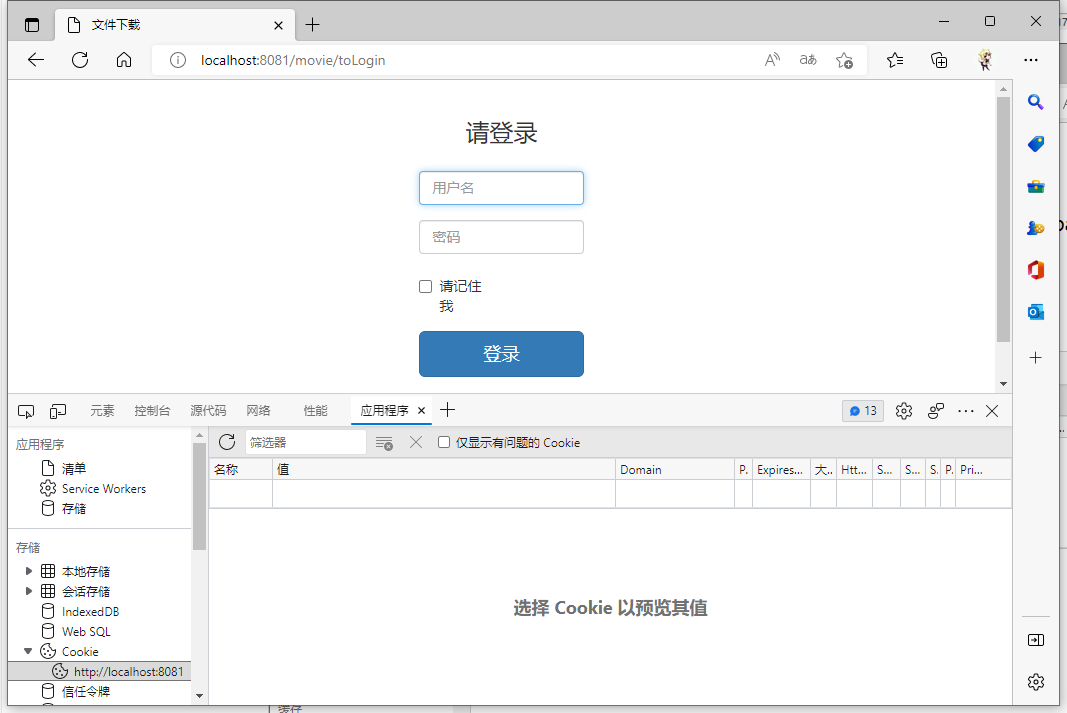 文件下载
localhost:8081/movie/toLogin
请登录
用户名
密码
请记住
我
登录
元素 控制台 源代码 网络 性能 应用程序 13
应用程序
清单
Service Workers
存储
存储
本地存储
会话存储
IndexedDB
Web SQL
Cookie
http://localhost:8081
信任令牌
筛选器 仅显示有问题的 Cookie
名称 值 Domain P. Expires... 大.. Htt... S... S... S. P. Pri...
选择 Cookie 以预览其值
缓存